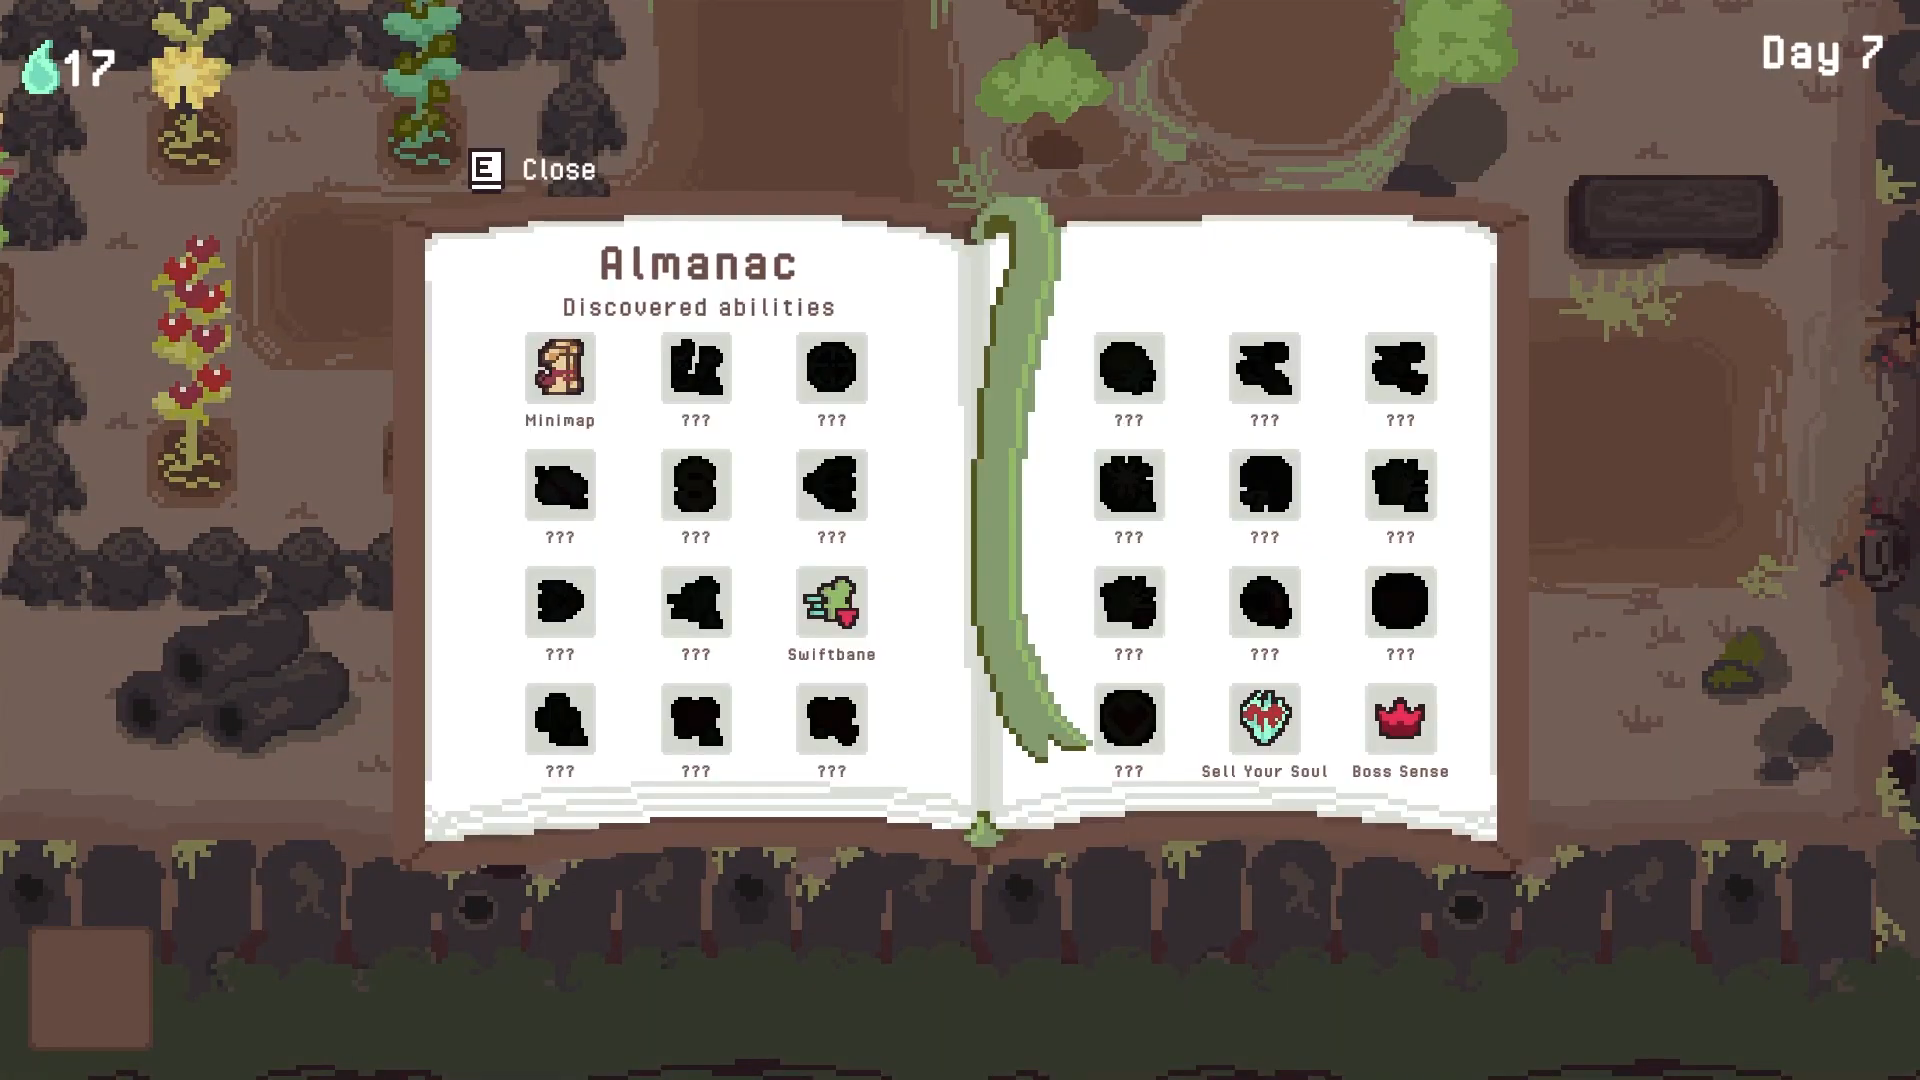 17
Day 7
E Close
Almanac
Discovered abilities
Minimap ??? ???
??? ??? ???
??? ??? Swiftbane
??? ??? ???
??? ??? ???
??? ??? ???
??? ??? ???
??? Sell Your Soul Boss Sense